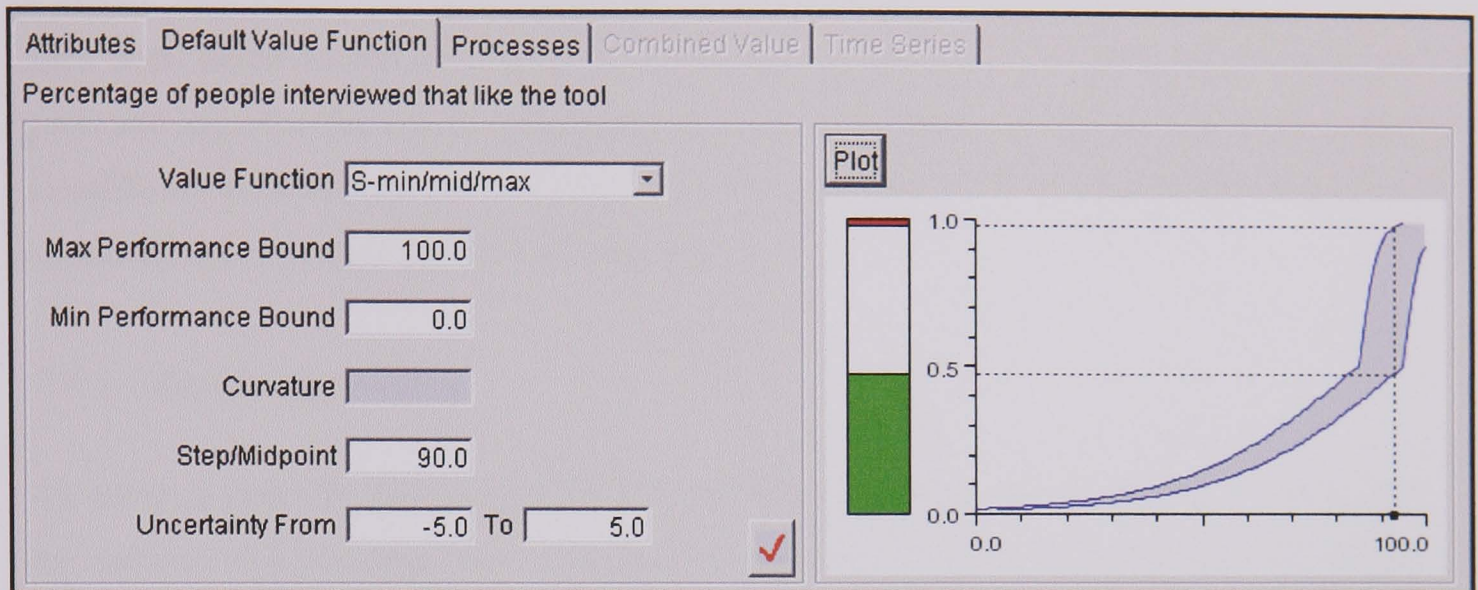 Attributes Default Value Function Processes Combined Value Time Series
Percentage of people interviewed that like the tool
Value Function S-min/mid/max
Max Performance Bound 100.0
Min Performance Bound 0.0
Curvature
Step/Midpoint 90.0
Uncertainty From -5.0 To 5.0
Plot
1.0
0.5
0.0
0.0 100.0